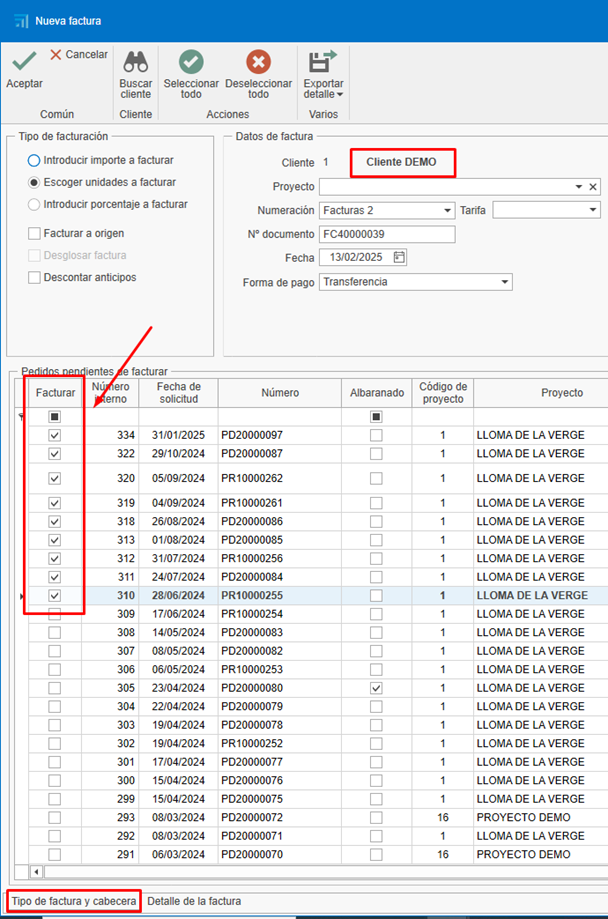 Nueva factura
Aceptar
Cancelar
Buscar cliente
Seleccionar todo
Deseleccionar todo
Exportar detalle
Común
Cliente
Acciones
Varios
Tipo de facturación
Introducir importe a facturar
Escoger unidades a facturar
Introducir porcentaje a facturar
Facturar a origen
Desglosar factura
Descontar anticipos
Datos de factura
Cliente 1 Cliente DEMO
Proyecto
Numeración Facturas 2 Tarifa
Nº documento FC40000039
Fecha 13/02/2025
Forma de pago Transferencia
Pedidos pendientes de facturar
Facturar Número interno Fecha de solicitud Número Albaranado Código de proyecto Proyecto
334 31/01/2025 PD20000097 1 LLOMA DE LA VERGE
322 29/10/2024 PD20000087 1 LLOMA DE LA VERGE
320 05/09/2024 PR10000262 1 LLOMA DE LA VERGE
319 04/09/2024 PR10000261 1 LLOMA DE LA VERGE
318 26/08/2024 PD20000086 1 LLOMA DE LA VERGE
313 01/08/2024 PD20000085 1 LLOMA DE LA VERGE
312 31/07/2024 PR10000256 1 LLOMA DE LA VERGE
311 24/07/2024 PD20000084 1 LLOMA DE LA VERGE
310 28/06/2024 PR10000255 1 LLOMA DE LA VERGE
309 17/06/2024 PR10000254 1 LLOMA DE LA VERGE
308 14/05/2024 PD20000083 1 LLOMA DE LA VERGE
307 08/05/2024 PD20000082 1 LLOMA DE LA VERGE
306 06/05/2024 PR10000253 1 LLOMA DE LA VERGE
305 23/04/2024 PD20000080 1 LLOMA DE LA VERGE
304 22/04/2024 PD20000079 1 LLOMA DE LA VERGE
303 19/04/2024 PD20000078 1 LLOMA DE LA VERGE
302 19/04/2024 PR10000252 1 LLOMA DE LA VERGE
301 17/04/2024 PD20000077 1 LLOMA DE LA VERGE
300 15/04/2024 PD20000076 1 LLOMA DE LA VERGE
299 15/04/2024 PD20000075 1 LLOMA DE LA VERGE
293 08/03/2024 PD20000072 16 PROYECTO DEMO
292 08/03/2024 PD20000071 1 LLOMA DE LA VERGE
291 06/03/2024 PD20000070 16 PROYECTO DEMO
Tipo de factura y cabecera Detalle de la factura